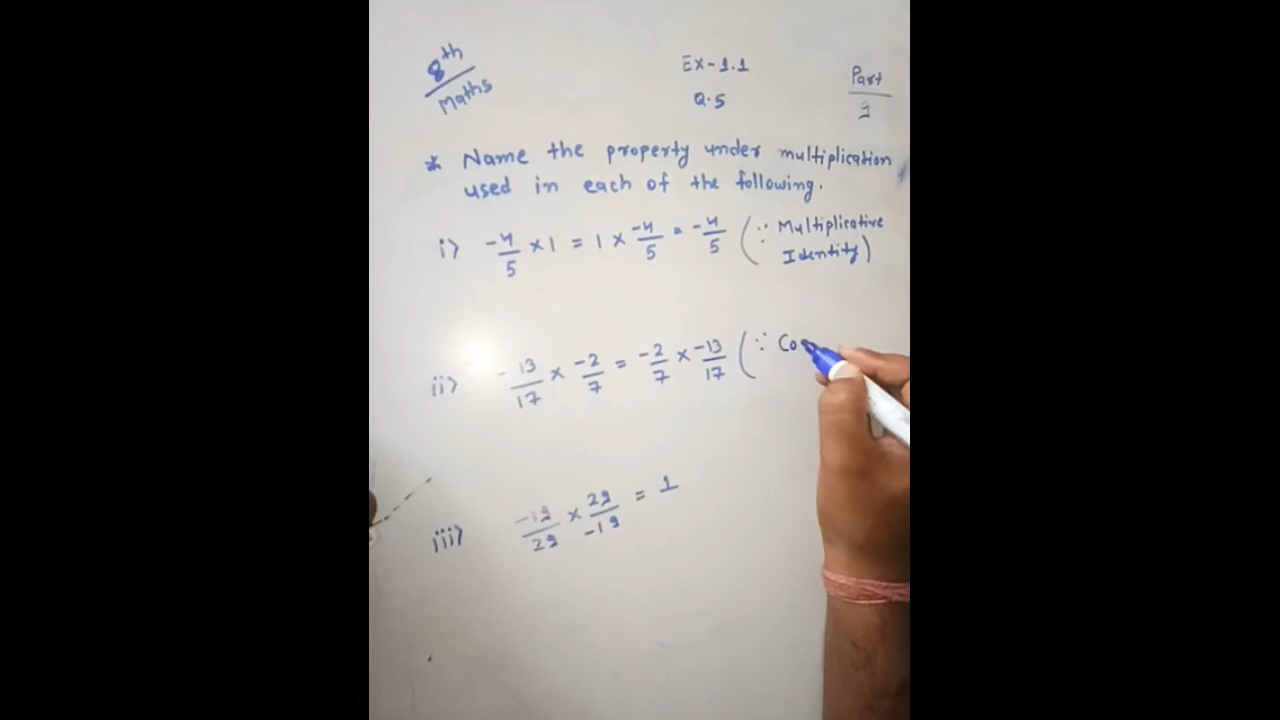 8th
Maths
Ex-1.1
Q.5
Part
1
* Name the property under multiplication
used in each of the following.
i> -4/5 × 1 = 1 × -4/5 = -4/5 (∵ Multiplicative
Identity)
ii> -13/17 × -2/7 = -2/7 × -13/17 (∵ Co
iii> -19/29 × 29/-19 = 1